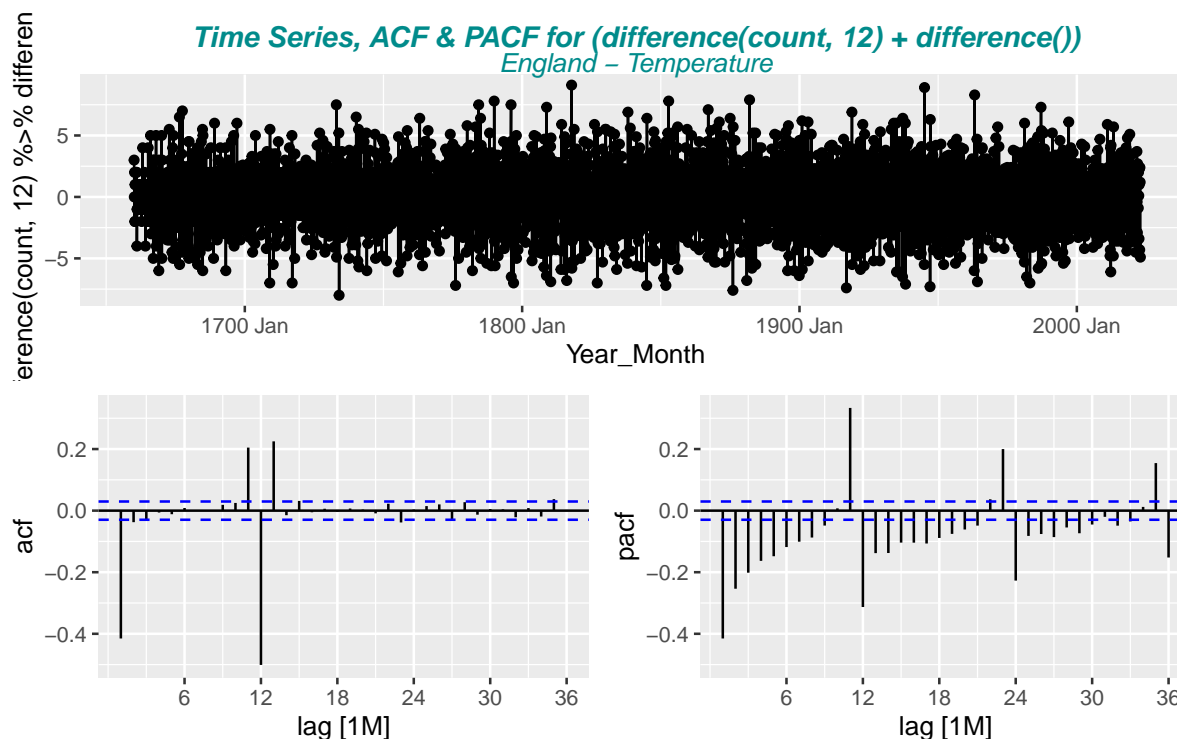 Time Series, ACF & PACF for (difference(count, 12) + difference())
England − Temperature
erence(count, 12) %>% differen
5
0
−5
1700 Jan
1800 Jan
1900 Jan
2000 Jan
Year_Month
acf
0.2
0.0
−0.2
−0.4
6
12
18
24
30
36
lag [1M]
pacf
0.2
0.0
−0.2
−0.4
6
12
18
24
30
36
lag [1M]